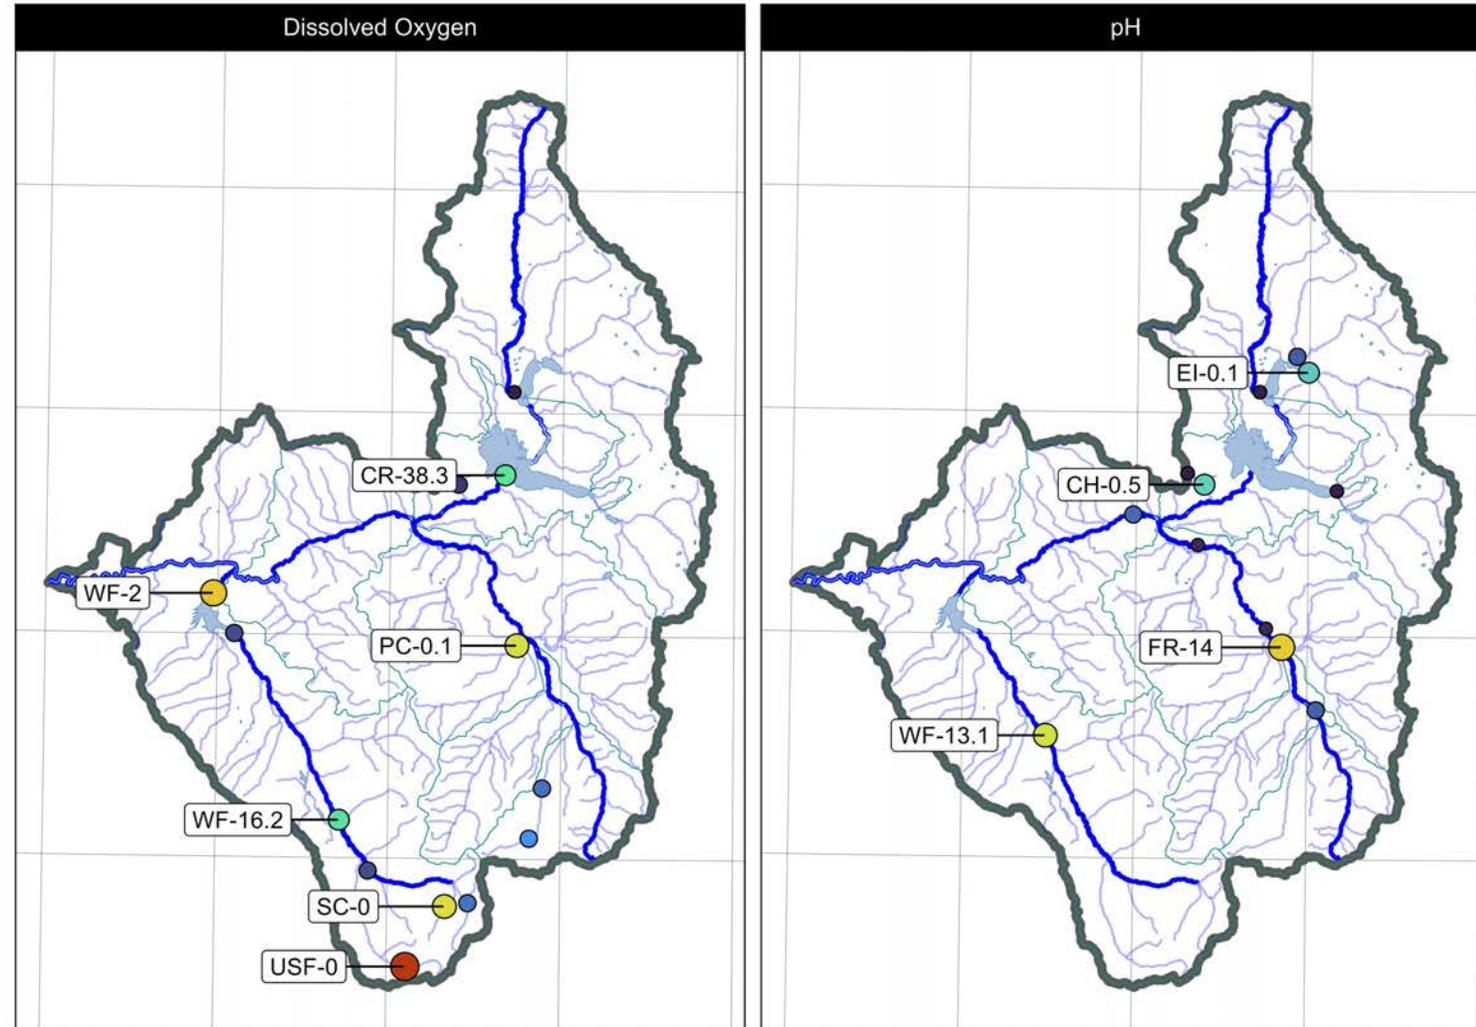 Dissolved Oxygen
CR-38.3
WF-2
PC-0.1
WF-16.2
SC-0
USF-0
pH
EI-0.1
CH-0.5
FR-14
WF-13.1